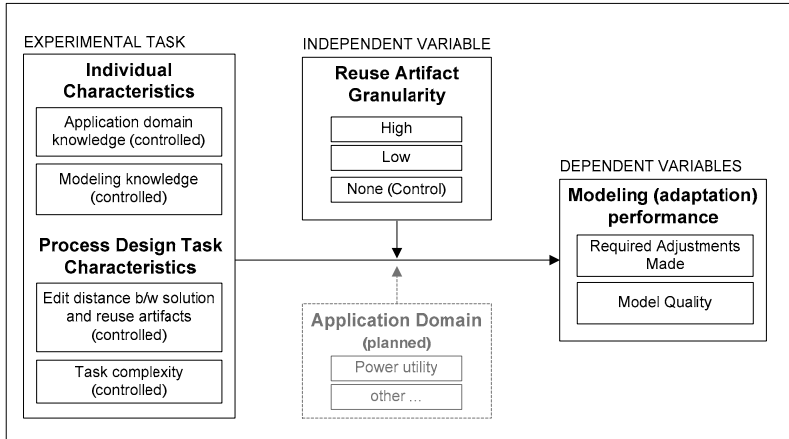 EXPERIMENTAL TASK
Individual
Characteristics
Application domain
knowledge (controlled)
Modeling knowledge
(controlled)
Process Design Task
Characteristics
Edit distance b/w solution
and reuse artifacts
(controlled)
Task complexity
(controlled)
INDEPENDENT VARIABLE
Reuse Artifact
Granularity
High
Low
None (Control)
Application Domain
(planned)
Power utility
other ...
DEPENDENT VARIABLES
Modeling (adaptation)
performance
Required Adjustments
Made
Model Quality